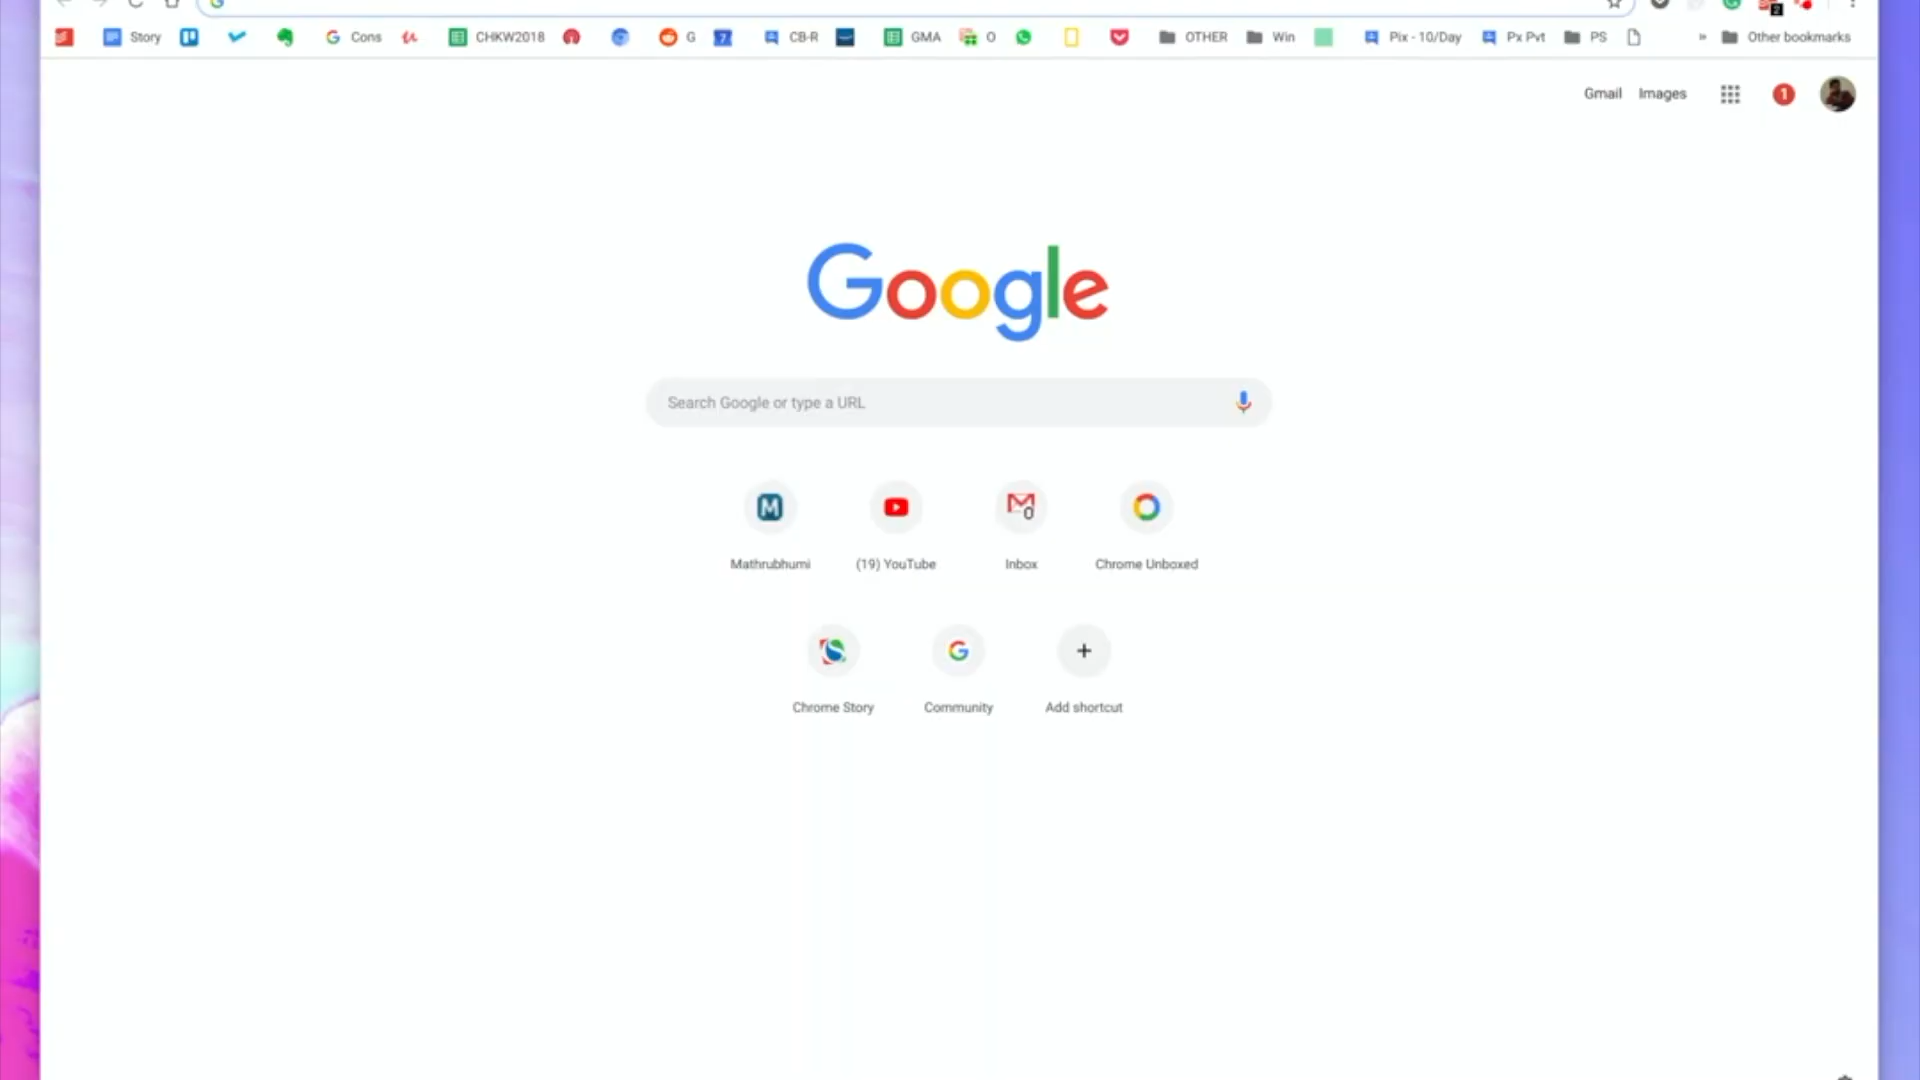 Story Cons CHKW2018 G 7 CB-R GMA O OTHER Win Pix - 10/Day Px Pvt PS » Other bookmarks
Gmail Images 1
Google
Search Google or type a URL
Mathrubhumi (19) YouTube Inbox Chrome Unboxed
Chrome Story Community Add shortcut